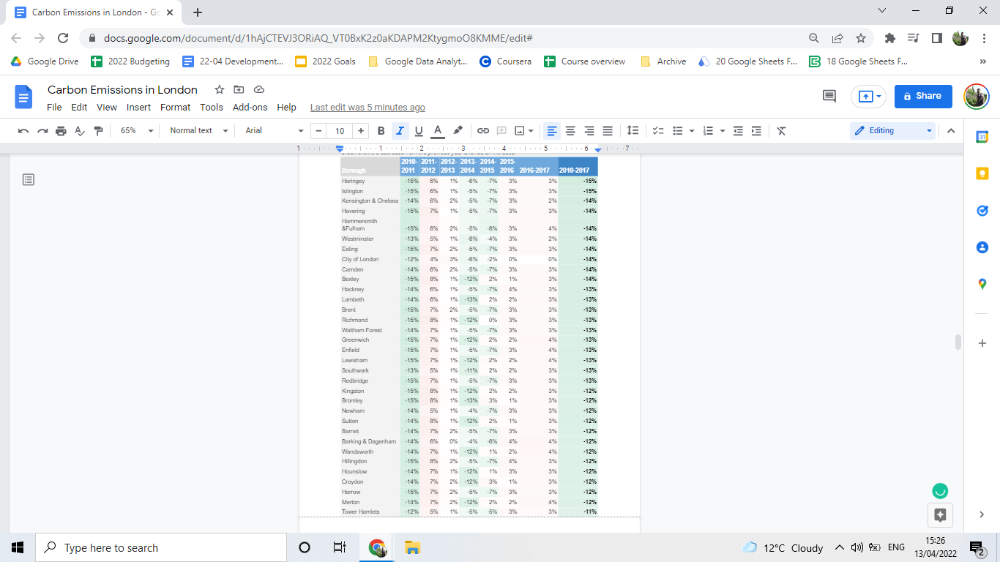 Carbon Emissions in London - Go
docs.google.com/document/d/1hAjCTEVJ3ORiAQ_VT0BxK2z0aKDAPM2KtygmoO8KMME/edit#
Google Drive 2022 Budgeting 22-04 Development... 2022 Goals Google Data Analyt... Coursera Course overview Archive 20 Google Sheets F... 18 Google Sheets F... »
Carbon Emissions in London
Share
File Edit View Insert Format Tools Add-ons Help Last edit was 5 minutes ago
65% Normal text Arial − 10 + B I U A Editing
1 1 2 3 4 5 6 7
Borough 2010-2011 2011-2012 2012-2013 2013-2014 2014-2015 2015-2016 2016-2017 2010-2017
Haringey -15% 6% 1% -6% -7% 3% 3% -15%
Islington -15% 6% 1% -5% -7% 3% 3% -15%
Kensington & Chelsea -14% 6% 2% -5% -7% 3% 2% -14%
Havering -15% 7% 1% -5% -7% 3% 3% -14%
Hammersmith
&Fulham -15% 6% 2% -5% -8% 3% 4% -14%
Westminster -13% 5% 1% -8% -4% 3% 2% -14%
Ealing -15% 7% 2% -5% -7% 3% 3% -14%
City of London -12% 4% 3% -6% -2% 0% 0% -14%
Camden -14% 6% 2% -5% -7% 3% 3% -14%
Bexley -15% 8% 1% -12% 2% 1% 3% -14%
Hackney -14% 6% 1% -5% -7% 4% 3% -13%
Lambeth -14% 6% 1% -13% 2% 2% 3% -13%
Brent -15% 7% 2% -5% -7% 3% 3% -13%
Richmond -15% 8% 1% -12% 0% 3% 3% -13%
Waltham Forest -14% 7% 1% -5% -7% 3% 3% -13%
Greenwich -15% 7% 1% -12% 2% 2% 4% -13%
Enfield -15% 7% 1% -5% -7% 3% 4% -13%
Lewisham -15% 7% 1% -12% 2% 2% 4% -13%
Southwark -13% 5% 1% -11% 2% 2% 3% -13%
Redbridge -15% 7% 1% -5% -7% 3% 3% -13%
Kingston -15% 8% 1% -12% 2% 2% 3% -12%
Bromley -15% 8% 1% -13% 3% 1% 3% -12%
Newham -14% 5% 1% -4% -7% 3% 3% -12%
Sutton -14% 8% 1% -12% 2% 1% 3% -12%
Barnet -14% 7% 2% -5% -7% 3% 3% -12%
Barking & Dagenham -14% 6% 0% -4% -6% 4% 4% -12%
Wandsworth -14% 7% 1% -12% 1% 2% 4% -12%
Hillingdon -15% 8% 2% -5% -7% 4% 3% -12%
Hounslow -14% 7% 1% -12% 1% 3% 3% -12%
Croydon -14% 7% 2% -12% 3% 1% 3% -12%
Harrow -15% 7% 2% -5% -7% 3% 3% -12%
Merton -14% 7% 2% -12% 2% 2% 4% -12%
Tower Hamlets -12% 5% 1% -5% -5% 3% 3% -11%
31
Type here to search
12°C Cloudy ENG 15:26
13/04/2022 2